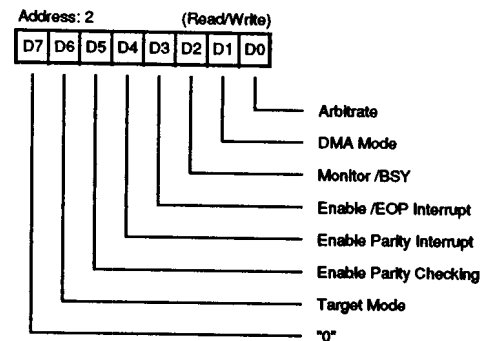 Address: 2 (Read/Write)
D7 D6 D5 D4 D3 D2 D1 D0
Arbitrate
DMA Mode
Monitor /BSY
Enable /EOP Interrupt
Enable Parity Interrupt
Enable Parity Checking
Target Mode
"0"